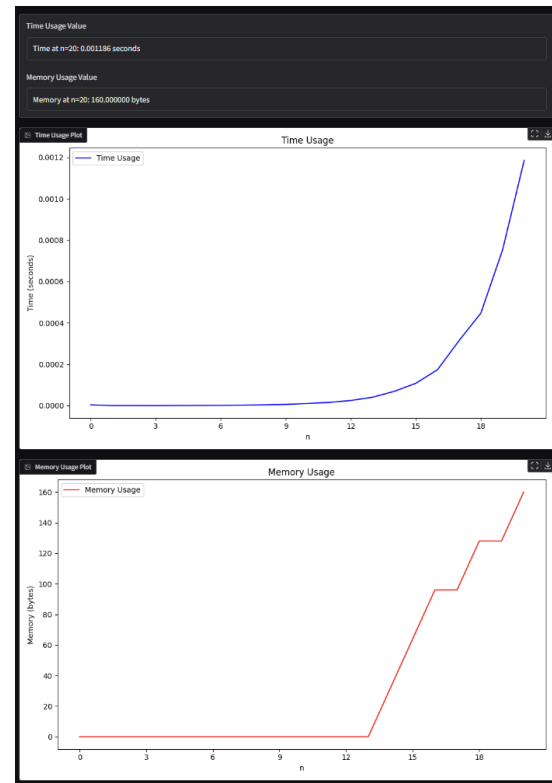 Time Usage Value
Time at n=20: 0.001186 seconds
Memory Usage Value
Memory at n=20: 160.000000 bytes
Time Usage Plot
Time Usage
Time Usage
0.0012
0.0010
0.0008
0.0006
0.0004
0.0002
0.0000
Time (seconds)
0 3 6 9 12 15 18
n
Memory Usage Plot
Memory Usage
Memory Usage
160
140
120
100
80
60
40
20
0
Memory (bytes)
0 3 6 9 12 15 18
n